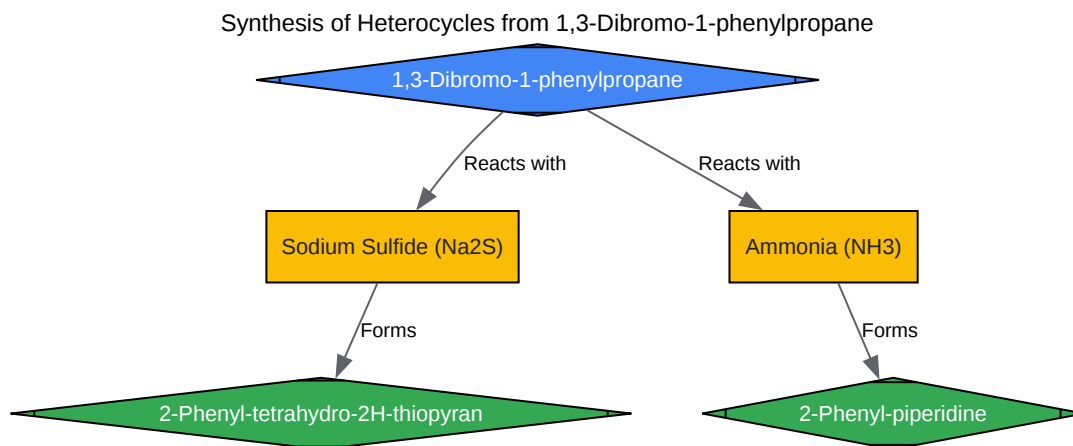 Synthesis of Heterocycles from 1,3-Dibromo-1-phenylpropane
1,3-Dibromo-1-phenylpropane
Reacts with
Reacts with
Sodium Sulfide (Na2S)
Ammonia (NH3)
Forms
Forms
2-Phenyl-tetrahydro-2H-thiopyran
2-Phenyl-piperidine